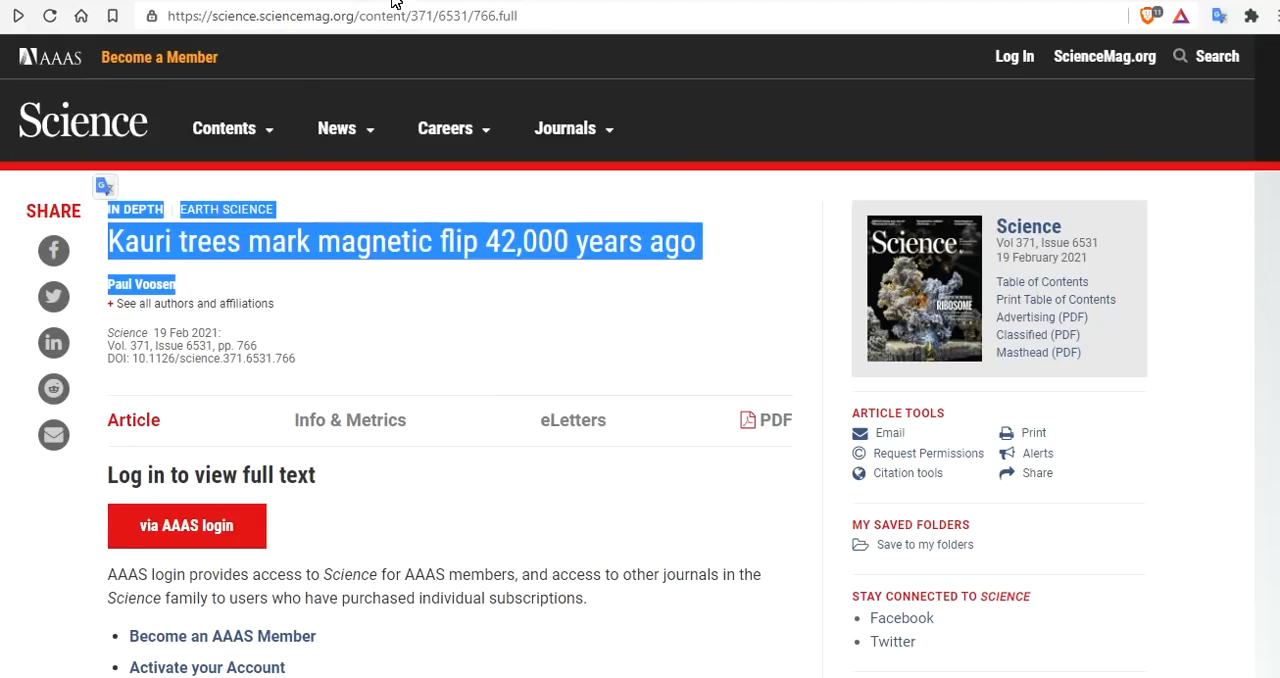 https://science.sciencemag.org/content/371/6531/766.full
AAAS
Become a Member
Log In
ScienceMag.org
Search
Science
Contents
News
Careers
Journals
SHARE
IN DEPTH
EARTH SCIENCE
Kauri trees mark magnetic flip 42,000 years ago
Paul Voosen
+ See all authors and affiliations
Science 19 Feb 2021:
Vol. 371, Issue 6531, pp. 766
DOI: 10.1126/science.371.6531.766
Article
Info & Metrics
eLetters
PDF
Log in to view full text
via AAAS login
AAAS login provides access to Science for AAAS members, and access to other journals in the
Science family to users who have purchased individual subscriptions.
• Become an AAAS Member
• Activate your Account
Science
RIBOSOME
Science
Vol 371, Issue 6531
19 February 2021
Table of Contents
Print Table of Contents
Advertising (PDF)
Classified (PDF)
Masthead (PDF)
ARTICLE TOOLS
Email
Print
Request Permissions
Alerts
Citation tools
Share
MY SAVED FOLDERS
Save to my folders
STAY CONNECTED TO SCIENCE
• Facebook
• Twitter